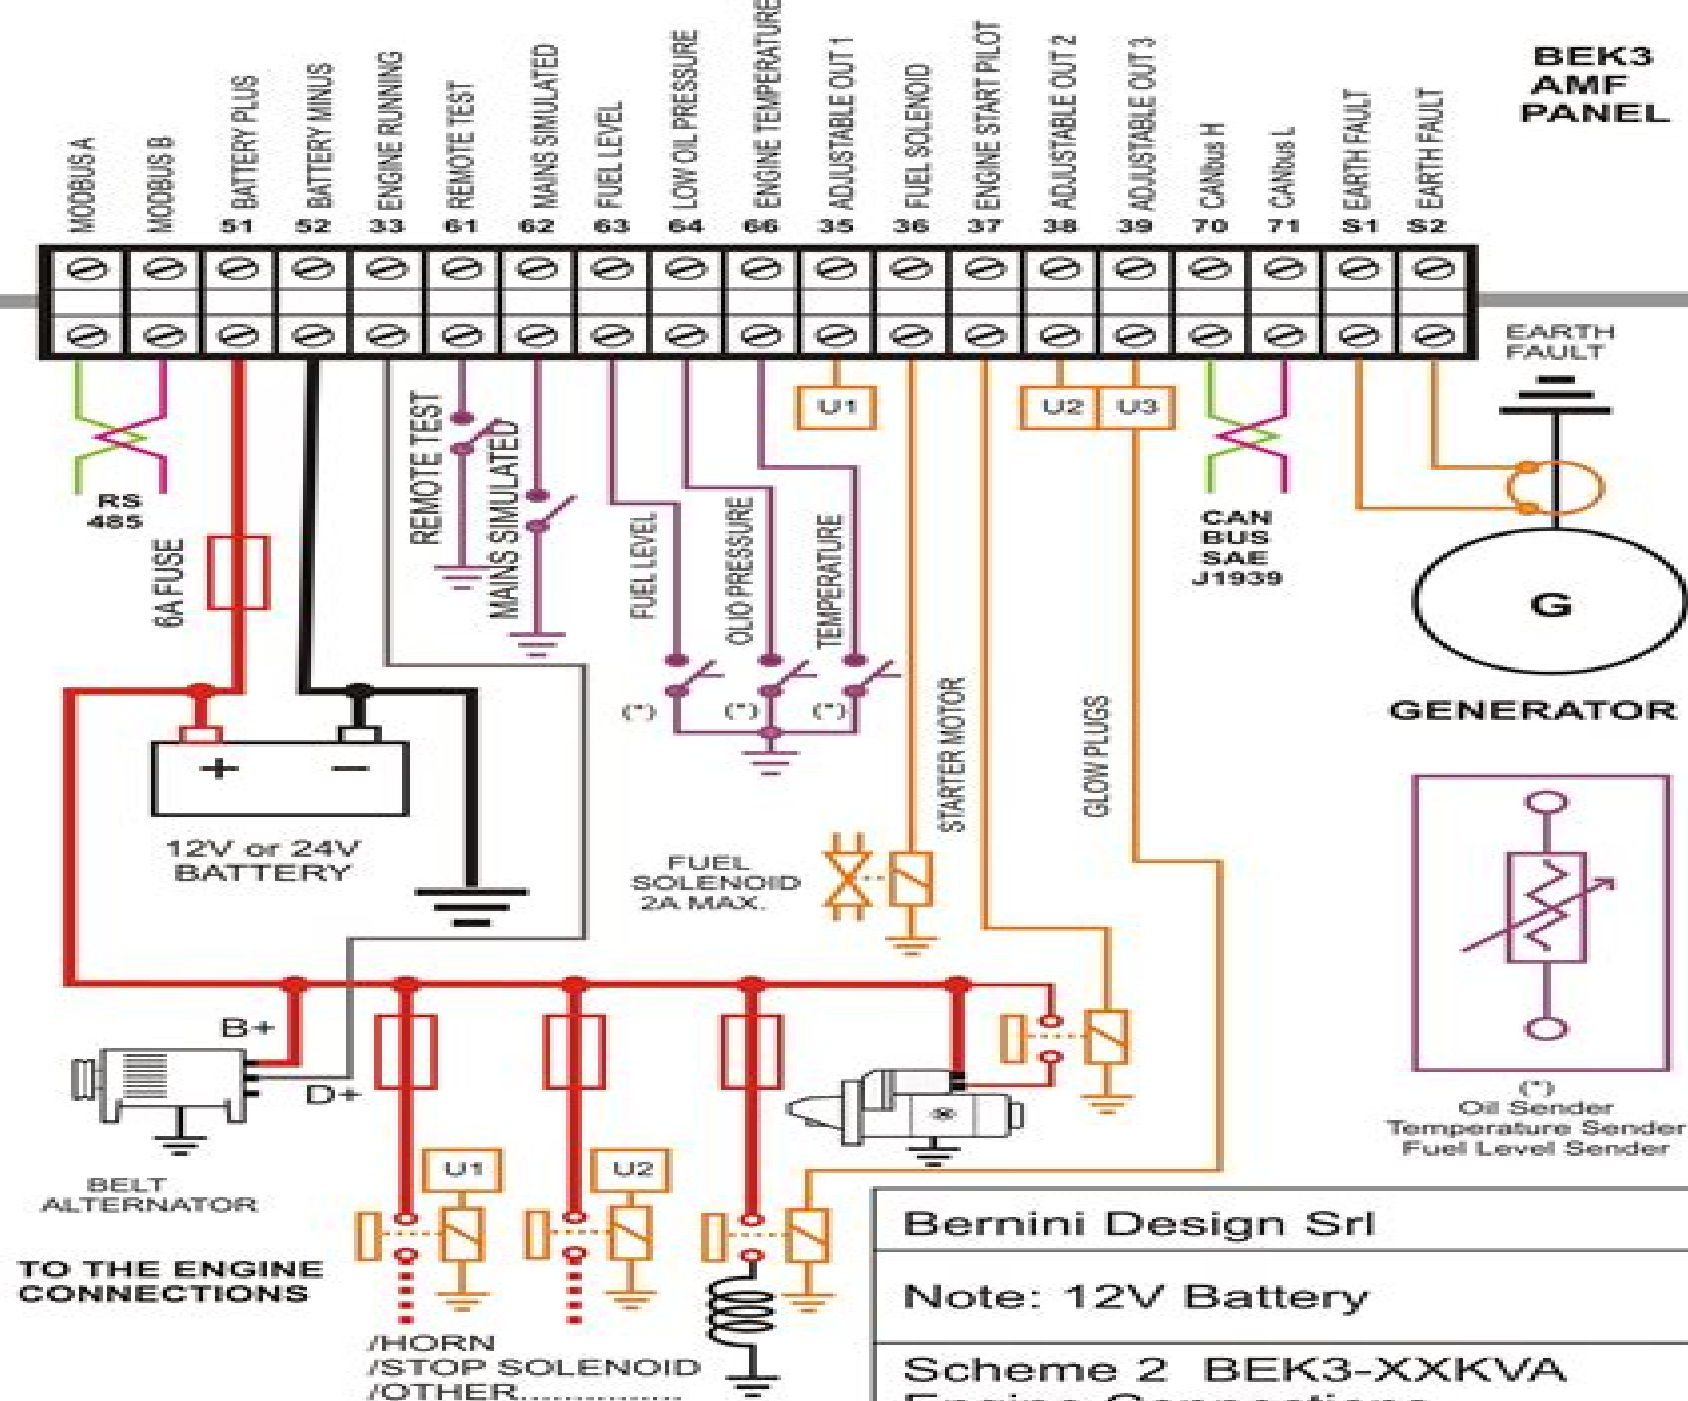 MODBUS A
MODBUS B
BATTERY PLUS
BATTERY MINUS
ENGINE RUNNING
REMOTE TEST
MAINS SIMULATED
FUEL LEVEL
LOW OIL PRESSURE
ENGINE TEMPERATURE
ADJUSTABLE OUT 1
FUEL SOLENOID
ENGINE START PILOT
ADJUSTABLE OUT 2
ADJUSTABLE OUT 3
CANbus H
CANbus L
EARTH FAULT
EARTH FAULT
BEK3
AMF
PANEL
51 52 33 61 62 63 64 66 35 36 37 38 39 70 71 S1 S2
EARTH
FAULT
U1
U2
U3
RS
485
6A FUSE
REMOTE TEST
MAINS SIMULATED
FUEL LEVEL
OLIO PRESSURE
TEMPERATURE
CAN
BUS
SAE
J1939
G
GENERATOR
(*)
(*)
(*)
STARTER MOTOR
GLOW PLUGS
+
−
12V or 24V
BATTERY
FUEL
SOLENOID
2A MAX.
B+
D+
BELT
ALTERNATOR
(*)
Oil Sender
Temperature Sender
Fuel Level Sender
U1
U2
TO THE ENGINE
CONNECTIONS
/HORN
/STOP SOLENOID
/OTHER...............
Bernini Design Srl
Note: 12V Battery
Scheme 2 BEK3-XXKVA
Engine Connections